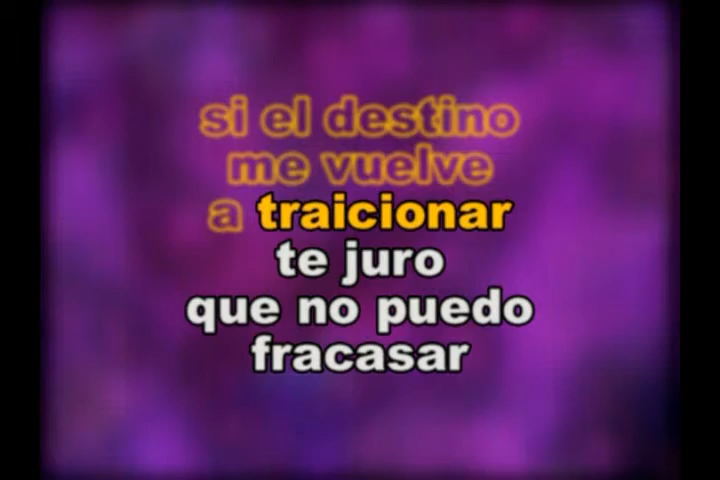 si el destino
me vuelve
a traicionar
te juro
que no puedo
fracasar